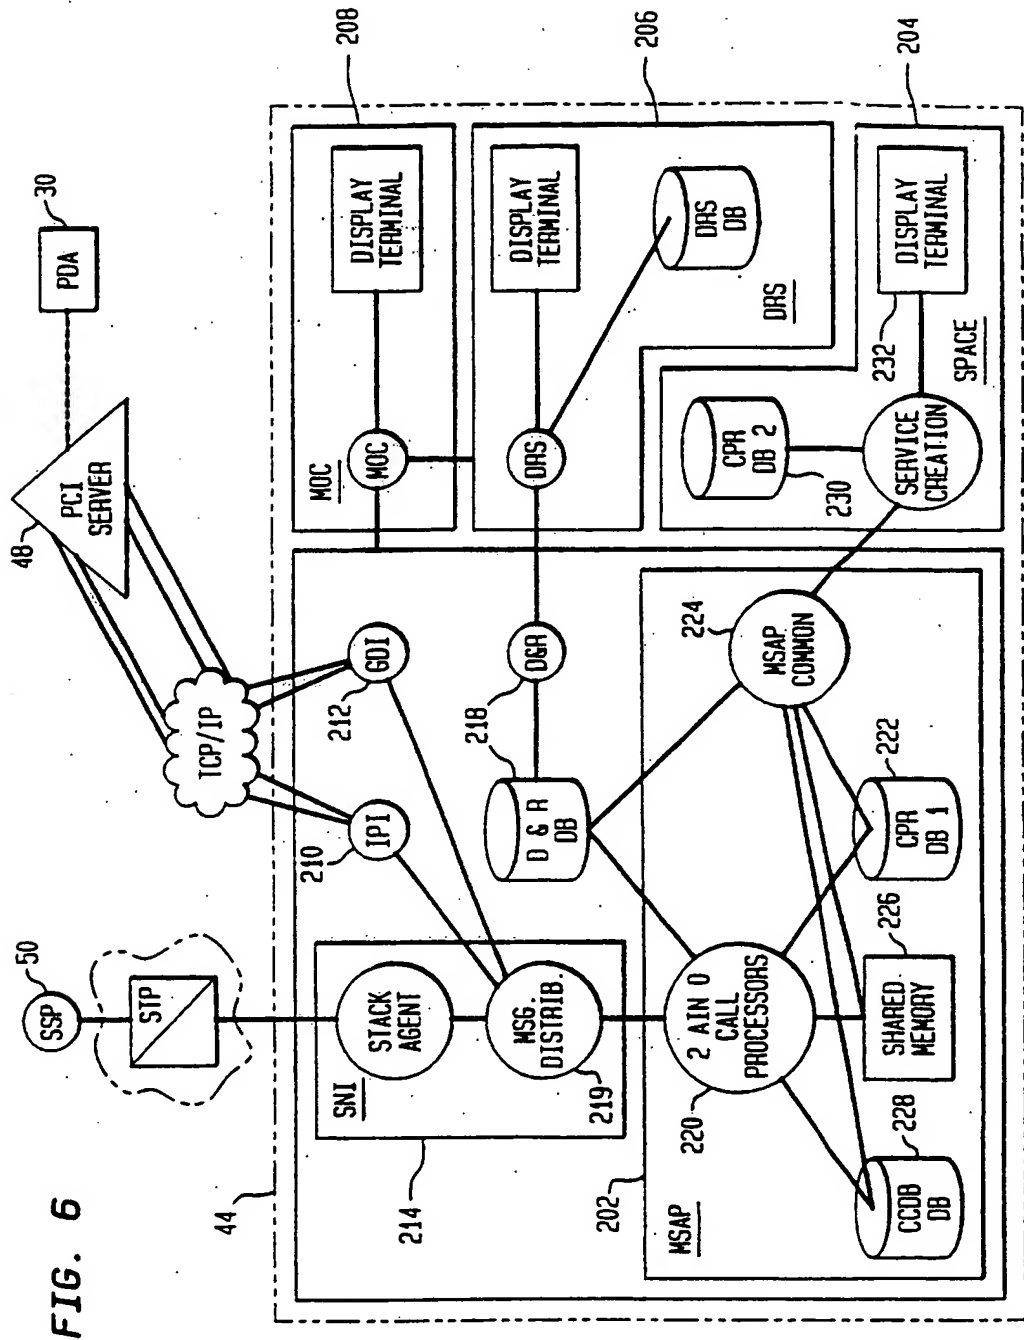 FIG. 6
44
SSP
50
STP
48
PCI
SERVER
PDA
30
TCP/IP
214
SNI
STACK
AGENT
MSG.
DISTRIB.
219
210
IPI
212
GDI
D & R
DB
218
D&R
MOC
MOC
DISPLAY
TERMINAL
208
DRS
DISPLAY
TERMINAL
DRS
DB
DRS
206
202
MSAP
220
2 AIN 0
CALL
PROCESSORS
224
MSAP
COMMON
CCDB
DB
228
SHARED
MEMORY
226
CPR
DB 1
222
CPR
DB 2
230
SERVICE
CREATION
232
DISPLAY
TERMINAL
SPACE
204